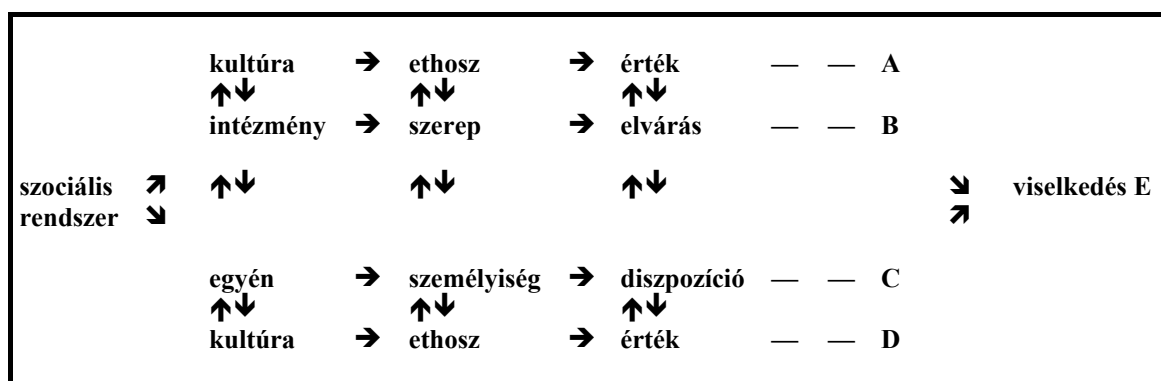 kultúra ➔ ethosz ➔ érték — — A
🡹🡻 🡹🡻 🡹🡻
intézmény ➔ szerep ➔ elvárás — — B
szociális 🡽 🡹🡻 🡹🡻 🡹🡻 🡾 viselkedés E
rendszer 🡾 🡽
egyén ➔ személyiség ➔ diszpozíció — — C
🡹🡻 🡹🡻 🡹🡻
kultúra ➔ ethosz ➔ érték — — D